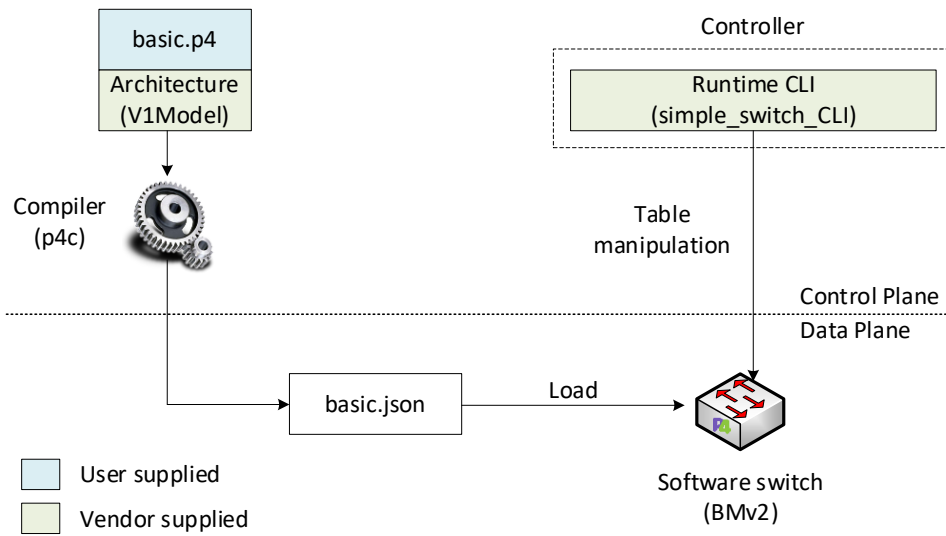 basic.p4
Architecture
(V1Model)
Controller
Runtime CLI
(simple_switch_CLI)
Compiler
(p4c)
Table
manipulation
Control Plane
Data Plane
basic.json
Load
P4
Software switch
(BMv2)
User supplied
Vendor supplied